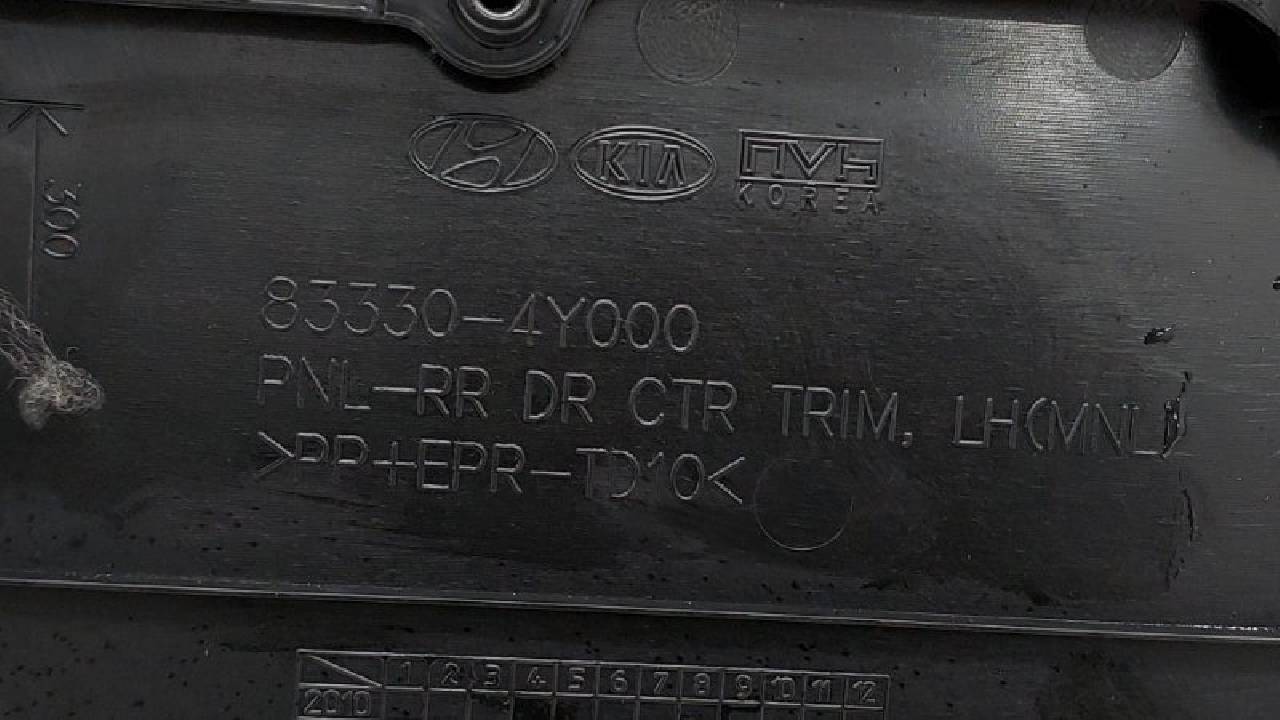 300
KIA
NVH
KOREA
83330-4Y000
PNL-RR DR CTR TRIM, LH(MNL)
>PP+EPR-TD10<
1 2 3 4 5 6 7 8 9 10 11 12
2010